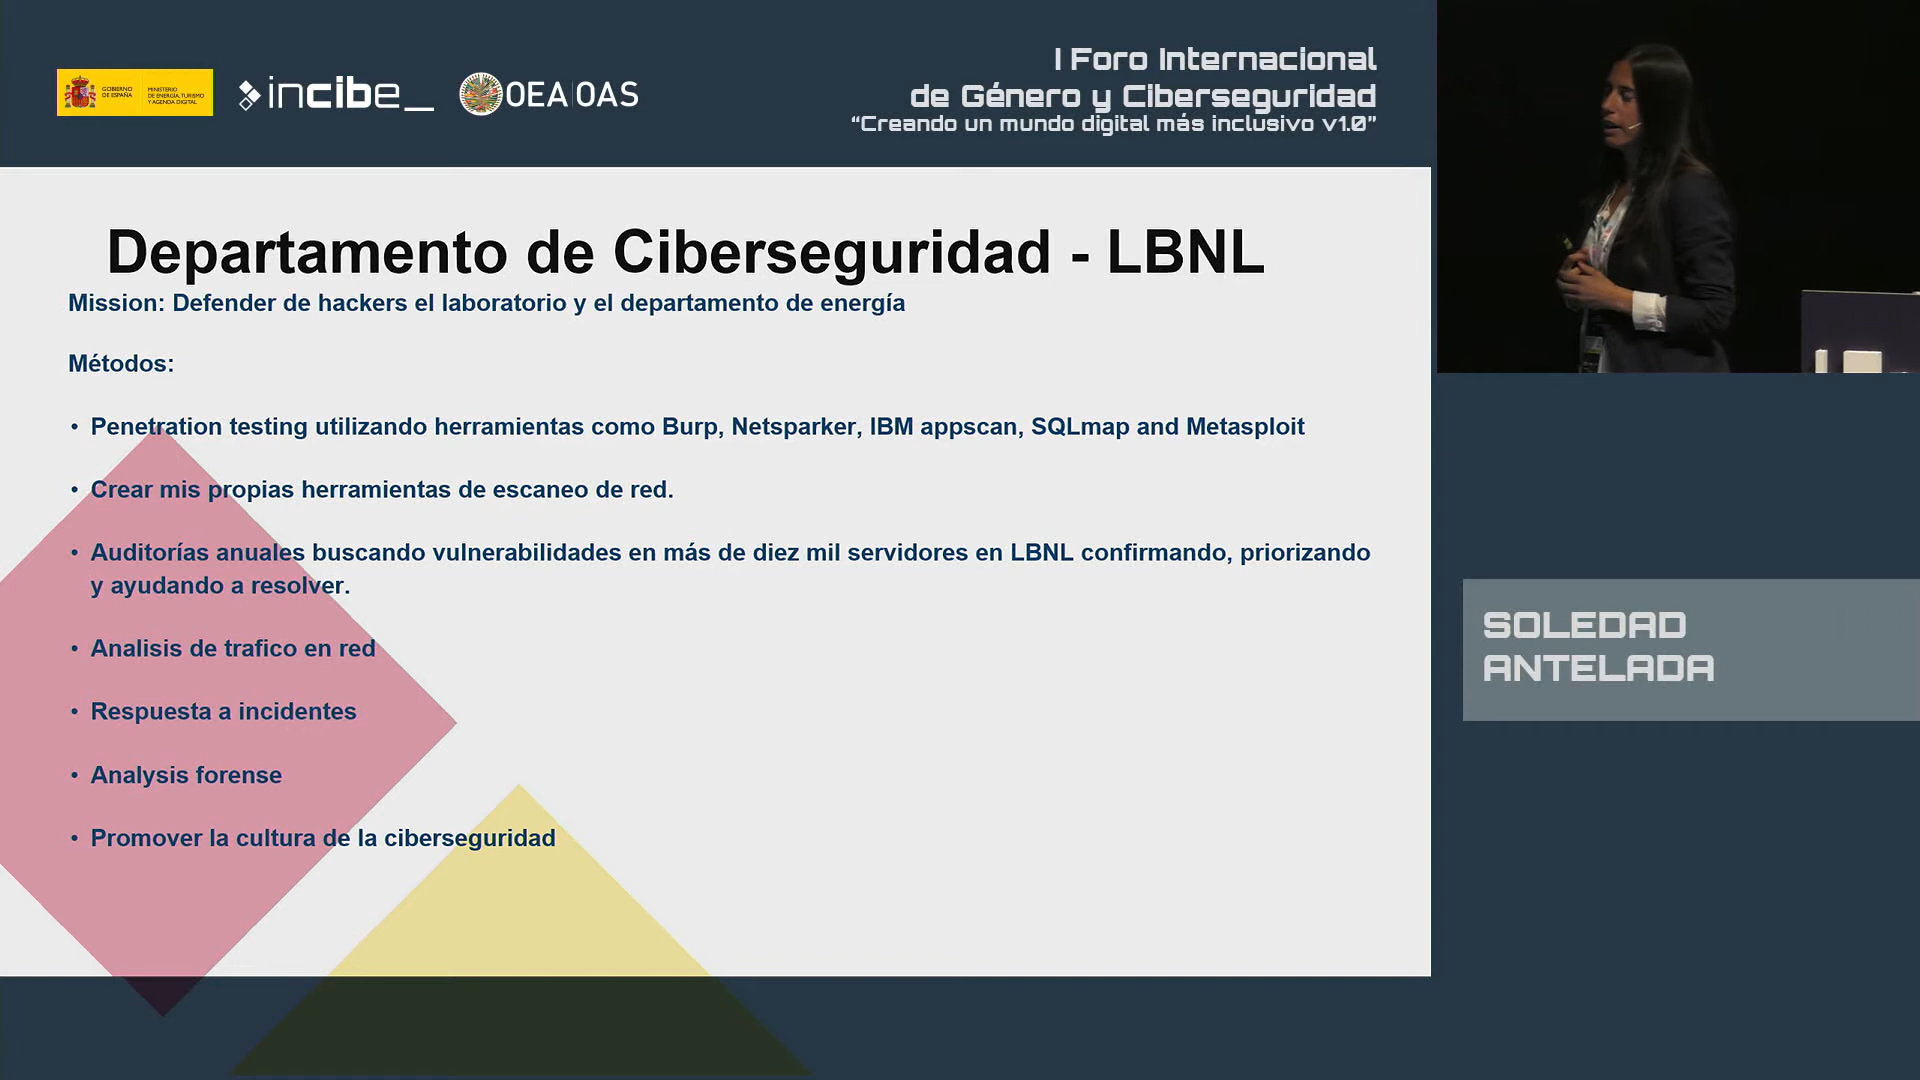 GOBIERNO
DE ESPAÑA
MINISTERIO
DE ENERGÍA, TURISMO
Y AGENDA DIGITAL
incibe_
OEA|OAS
I Foro Internacional
de Género y Ciberseguridad
“Creando un mundo digital más inclusivo v1.0”
Departamento de Ciberseguridad - LBNL
Mission: Defender de hackers el laboratorio y el departamento de energía
Métodos:
• Penetration testing utilizando herramientas como Burp, Netsparker, IBM appscan, SQLmap and Metasploit
• Crear mis propias herramientas de escaneo de red.
• Auditorías anuales buscando vulnerabilidades en más de diez mil servidores en LBNL confirmando, priorizando
y ayudando a resolver.
• Analisis de trafico en red
• Respuesta a incidentes
• Analysis forense
• Promover la cultura de la ciberseguridad
SOLEDAD
ANTELADA